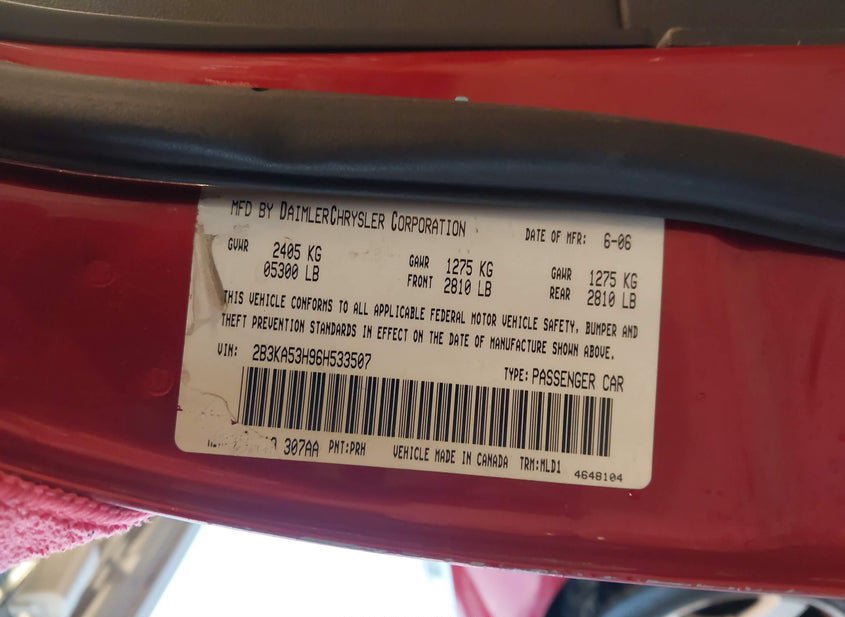 MFD BY DAIMLERCHRYSLER CORPORATION DATE OF MFR: 6-06
GVWR 2405 KG GAWR 1275 KG GAWR 1275 KG
05300 LB FRONT 2810 LB REAR 2810 LB
THIS VEHICLE CONFORMS TO ALL APPLICABLE FEDERAL MOTOR VEHICLE SAFETY, BUMPER AND
THEFT PREVENTION STANDARDS IN EFFECT ON THE DATE OF MANUFACTURE SHOWN ABOVE.
VIN: 2B3KA53H96H533507 TYPE: PASSENGER CAR
307AA PNT:PRH VEHICLE MADE IN CANADA TRM:MLD1 4648104